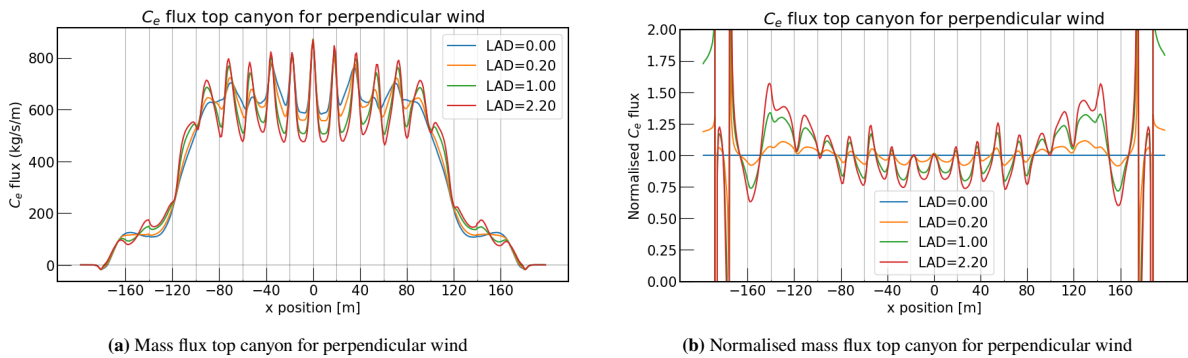 C_e flux top canyon for perpendicular wind
C_e flux (kg/s/m)
800
600
400
200
0
LAD=0.00
LAD=0.20
LAD=1.00
LAD=2.20
−160 −120 −80 −40 0 40 80 120 160
x position [m]
(a) Mass flux top canyon for perpendicular wind
C_e flux top canyon for perpendicular wind
Normalised C_e flux
2.00
1.75
1.50
1.25
1.0
0.75
0.50
0.25
0.00
LAD=0.00
LAD=0.20
LAD=1.00
LAD=2.20
−160 −120 −80 −40 0 40 80 120 160
x position [m]
(b) Normalised mass flux top canyon for perpendicular wind